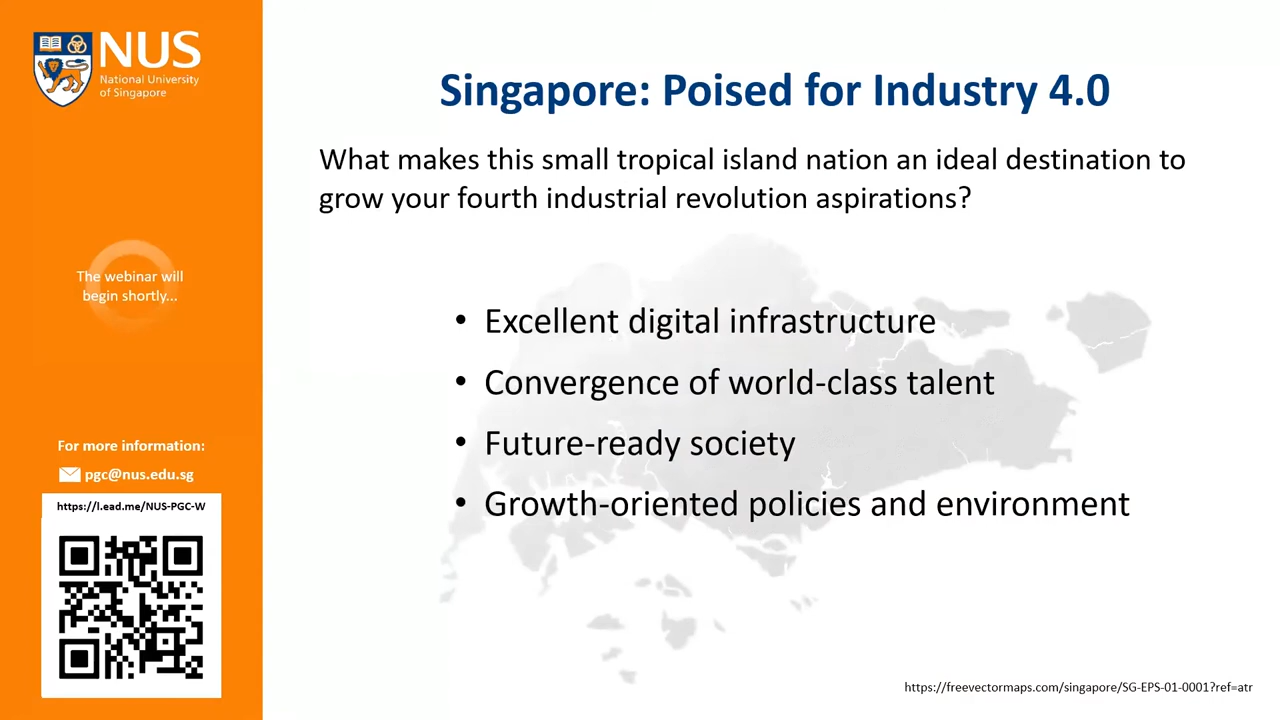 NUS
National University
of Singapore
The webinar will
begin shortly...
For more information:
pgc@nus.edu.sg
https://l.ead.me/NUS-PGC-W
Singapore: Poised for Industry 4.0
What makes this small tropical island nation an ideal destination to
grow your fourth industrial revolution aspirations?
• Excellent digital infrastructure
• Convergence of world-class talent
• Future-ready society
• Growth-oriented policies and environment
https://freevectormaps.com/singapore/SG-EPS-01-0001?ref=atr